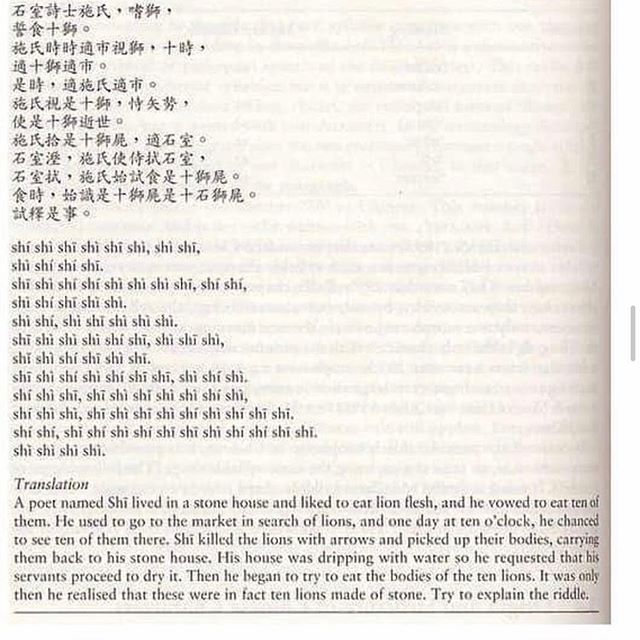 石室詩士施氏，嗜獅，
誓食十獅。
施氏時時適市視獅，十時，
適十獅適市。
是時，適施氏適市。
施氏視是十獅，恃矢勢，
使是十獅逝世。
施氏拾是十獅屍，適石室。
石室溼，施氏使侍拭石室，
石室拭，施氏始試食是十獅屍。
食時，始識是十獅屍是十石獅屍。
試釋是事。
shí shì shī shì shī shì, shì shī,
shì shí shí shī.
shī shì shí shí shì shì shì shī, shí shí,
shì shí shī shì shì.
shì shí, shì shī shì shì shì.
shī shì shì shì shí shī, shì shǐ shì,
shǐ shì shí shī shì shì.
shī shì shí shì shí shī shī, shì shí shì.
shí shì shī, shī shì shǐ shì shì shí shì,
shí shì shì, shī shì shǐ shì shí shì shí shī shī.
shí shí, shǐ shí shì shí shī shī shì shí shí shī shī.
shì shì shì shì.
Translation
A poet named Shī lived in a stone house and liked to ear lion flesh, and he vowed to ear ten of
them. He used to go to the market in search of lions, and one day at ten o'clock, he chanced
to see ten of them there. Shī killed the lions with arrows and picked up their bodies, carrying
them back to his stone house. His house was dripping with water so he requested that his
servants proceed to dry it. Then he began to try to eat the bodies of the ten lions. It was only
then he realised that these were in fact ten lions made of stone. Try to explain the riddle.